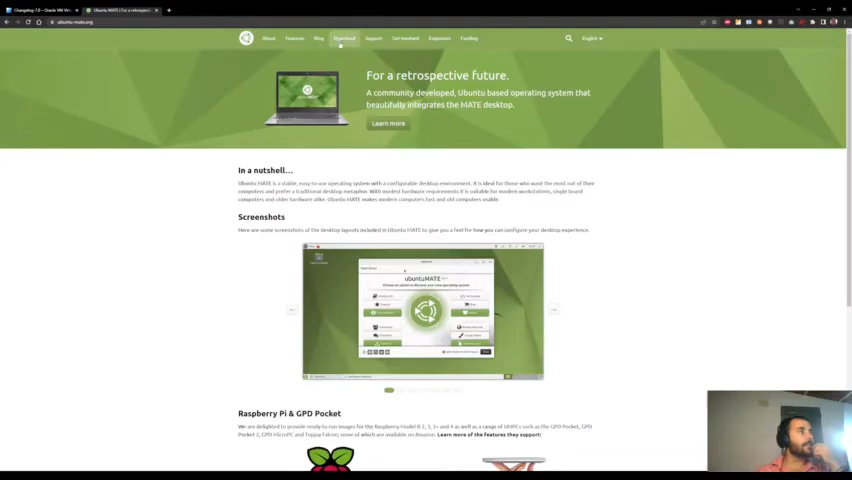 Changelog-7.0 – Oracle VM Virt
Ubuntu MATE | For a retrospect
ubuntu-mate.org
About Features Blog Download Support Get Involved Funding English
For a retrospective future.
A community developed, Ubuntu based operating system that
beautifully integrates the MATE desktop.
Learn more
In a nutshell...
Ubuntu MATE is a stable, easy-to-use operating system with a configurable desktop environment. It is ideal for those who want the most out of their
computers and prefer a traditional desktop metaphor. With modest hardware requirements it is suitable for modern workstations, single board
computers and older hardware alike. Ubuntu MATE makes modern computers fast and old computers usable.
Screenshots
Here are some screenshots of the desktop layouts included in Ubuntu MATE to give you a feel for how you can configure your desktop experience.
ubuntuMATE
Raspberry Pi & GPD Pocket
We are delighted to provide ready-to-run images for the Raspberry Model B 2, 3, 3+ and 4 as well as a range of UMPCs such as the GPD Pocket, GPD
Pocket 2, GPD MicroPC and Topjoy Falcon; some of which are available on Amazon. Learn more of the features they support: